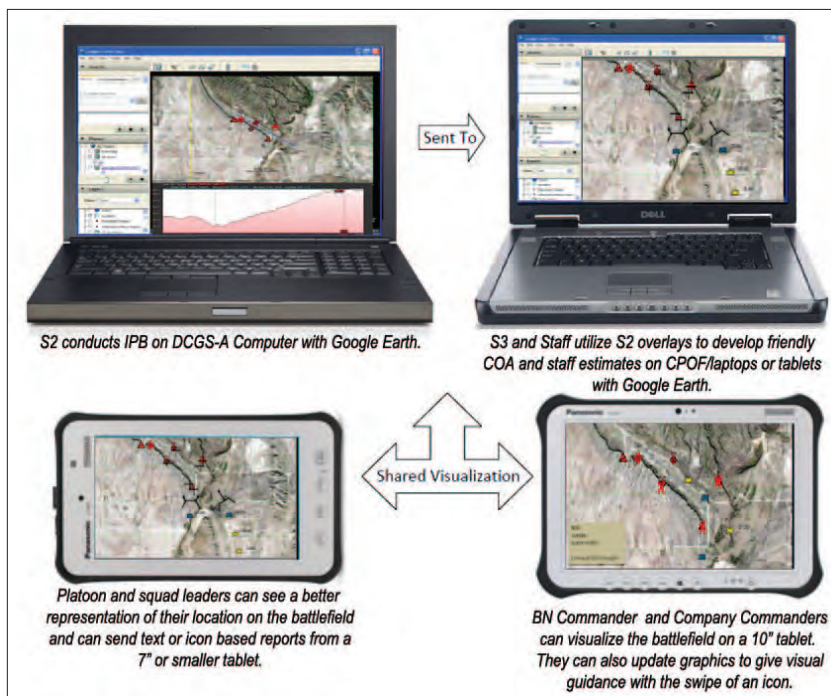 Sent To
DELL
S2 conducts IPB on DCGS-A Computer with Google Earth.
S3 and Staff utilize S2 overlays to develop friendly
COA and staff estimates on CPOF/laptops or tablets
with Google Earth.
Panasonic
Shared Visualization
Panasonic
Platoon and squad leaders can see a better
representation of their location on the battlefield
and can send text or icon based reports from a
7" or smaller tablet.
BN Commander and Company Commanders
can visualize the battlefield on a 10" tablet.
They can also update graphics to give visual
guidance with the swipe of an icon.